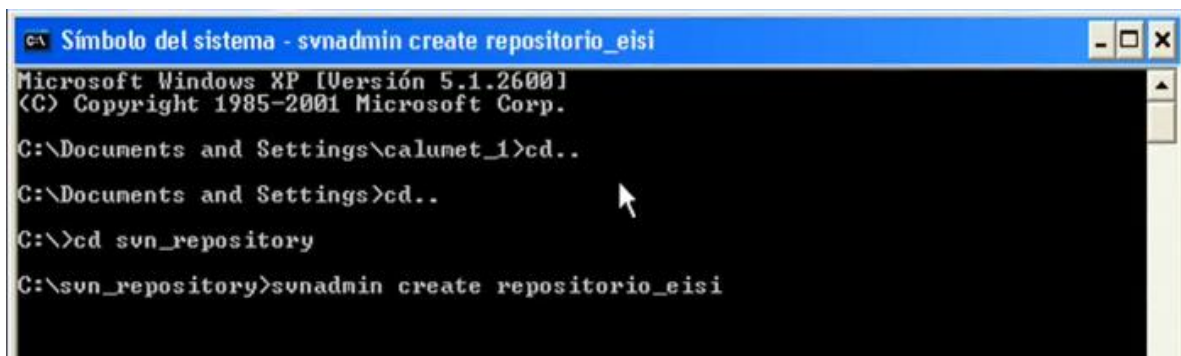 Símbolo del sistema - svnadmin create repositorio_eisi
Microsoft Windows XP [Versión 5.1.2600]
(C) Copyright 1985-2001 Microsoft Corp.
C:\Documents and Settings\calumet_1>cd..
C:\Documents and Settings>cd..
C:\>cd svn_repository
C:\svn_repository>svnadmin create repositorio_eisi